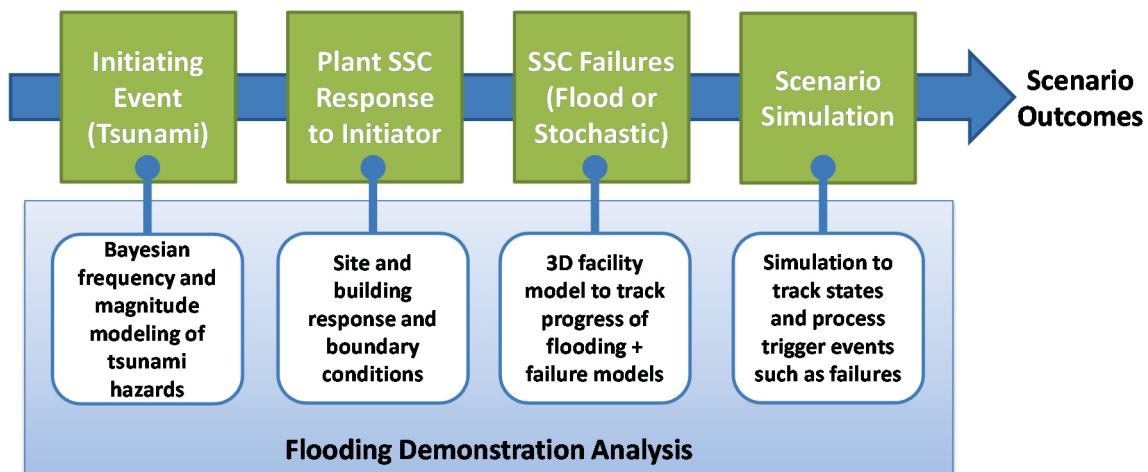 Initiating
Event
(Tsunami)
Plant SSC
Response
to Initiator
SSC Failures
(Flood or
Stochastic)
Scenario
Simulation
Scenario
Outcomes
Bayesian
frequency and
magnitude
modeling of
tsunami
hazards
Site and
building
response and
boundary
conditions
3D facility
model to track
progress of
flooding +
failure models
Simulation to
track states
and process
trigger events
such as failures
Flooding Demonstration Analysis